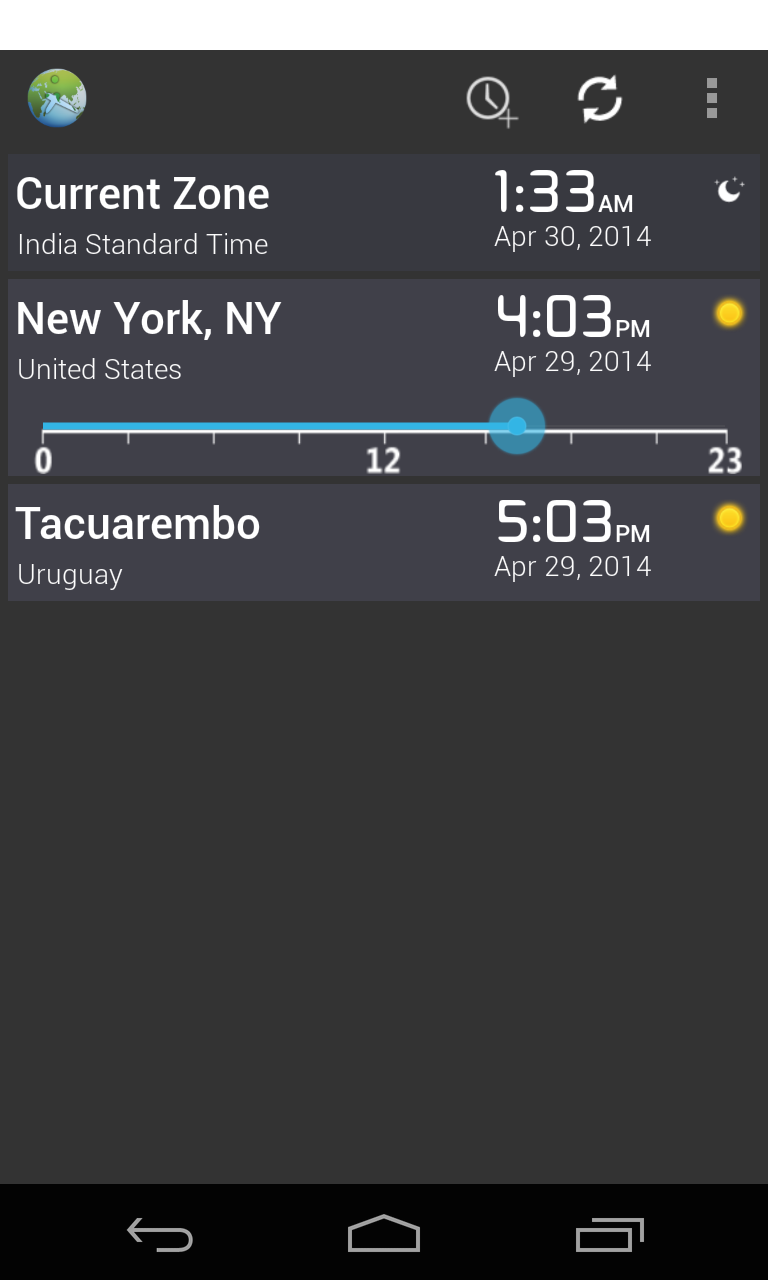 Current Zone
1:33AM
India Standard Time
Apr 30, 2014
New York, NY
4:03PM
United States
Apr 29, 2014
0 12 23
Tacuarembo
5:03PM
Uruguay
Apr 29, 2014